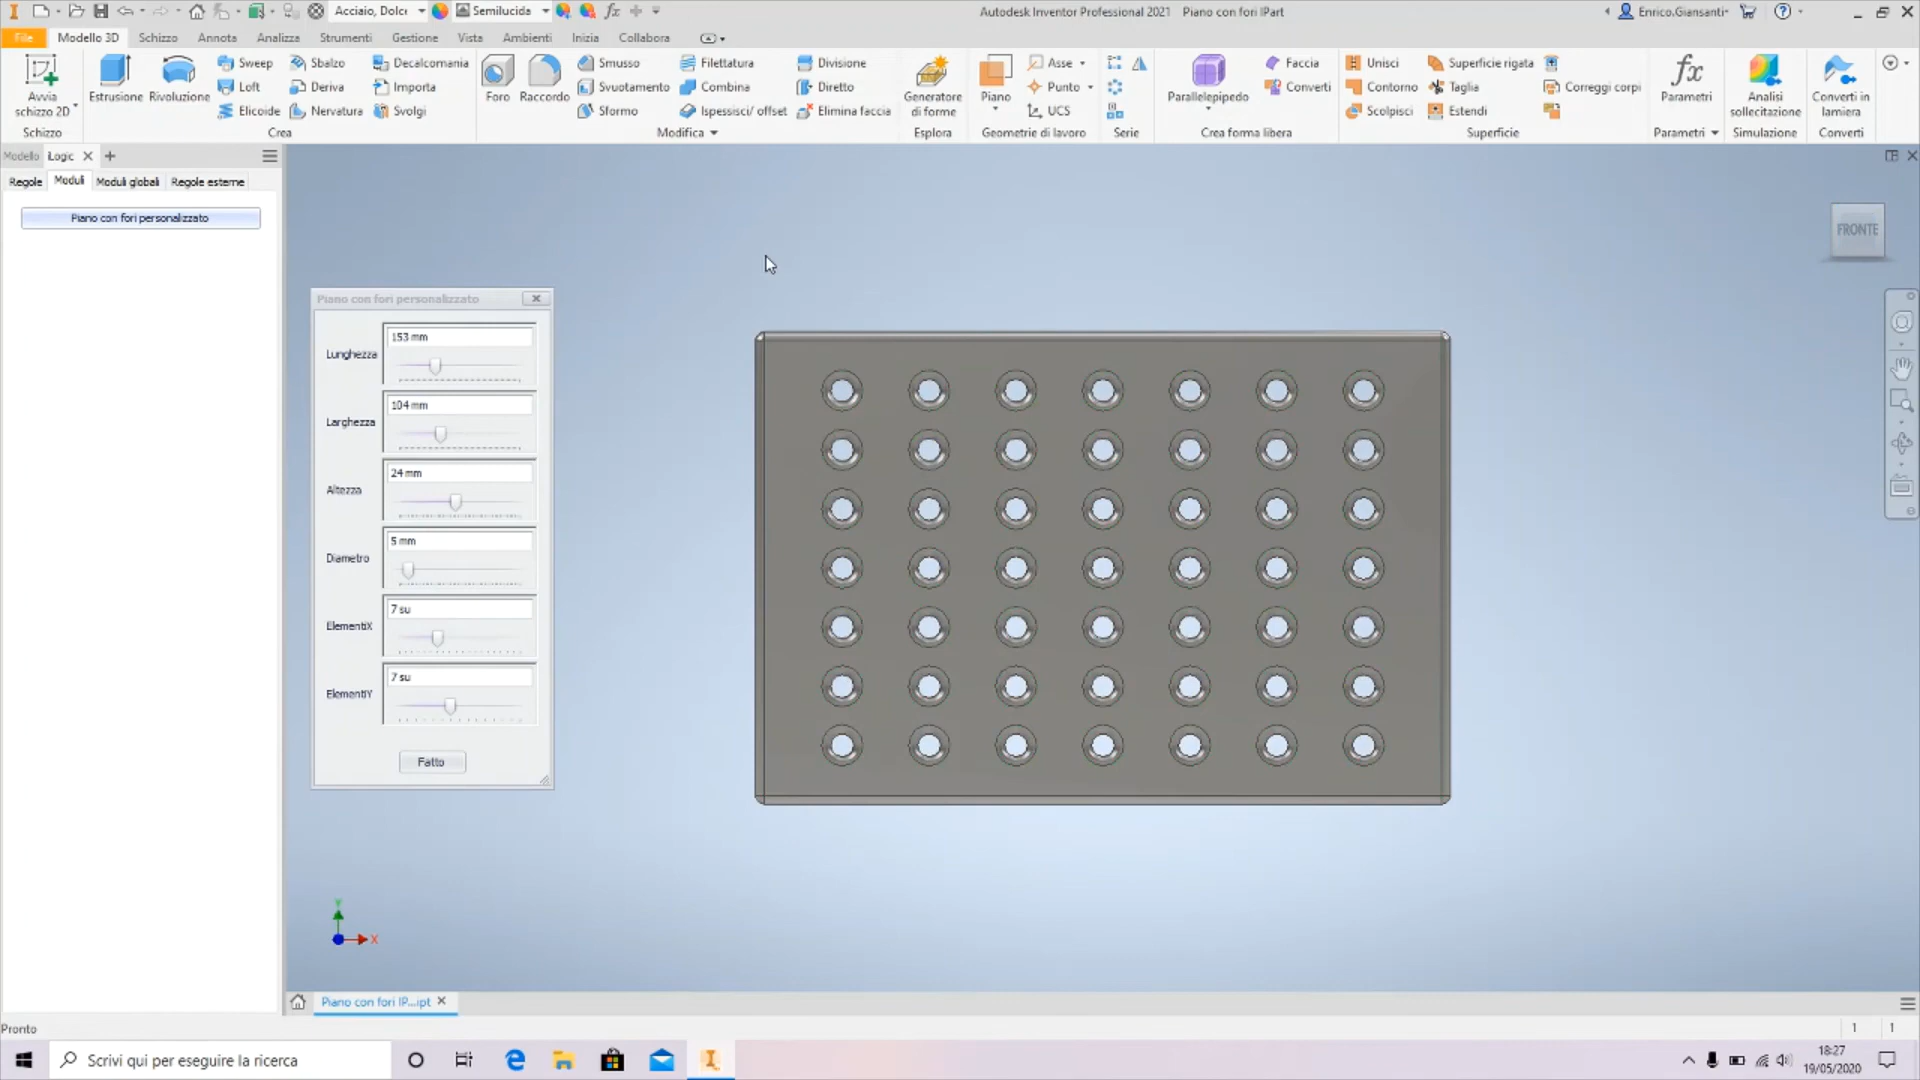 Acciaio, Dolce
Semilucida
Autodesk Inventor Professional 2021 Piano con fori IPart
Enrico.Giansanti
File Modello 3D Schizzo Annota Analizza Strumenti Gestione Vista Ambienti Inizia Collabora
Avvia
schizzo 2D
Schizzo
Estrusione
Rivoluzione
Sweep
Loft
Elicoide
Sbalzo
Deriva
Nervatura
Decalcomania
Importa
Svolgi
Crea
Foro
Raccordo
Smusso
Svuotamento
Sformo
Filettatura
Combina
Ispessisci/ offset
Divisione
Diretto
Elimina faccia
Modifica
Generatore
di forme
Esplora
Piano
Asse
Punto
UCS
Geometrie di lavoro
Serie
Parallelepipedo
Faccia
Converti
Crea forma libera
Unisci
Contorno
Scolpisci
Superficie rigata
Taglia
Estendi
Correggi corpi
Superficie
fx
Parametri
Parametri
Analisi
sollecitazione
Simulazione
Converti in
lamiera
Converti
Modello Logic
Regole Moduli Moduli globali Regole esterne
Piano con fori personalizzato
FRONTE
Piano con fori personalizzato
Lunghezza
153 mm
Larghezza
104 mm
Altezza
24 mm
Diametro
5 mm
ElementiX
7 su
ElementiY
7 su
Fatto
Y
X
Piano con fori IP...ipt
Pronto
1 1
Scrivi qui per eseguire la ricerca
18:27
19/05/2020